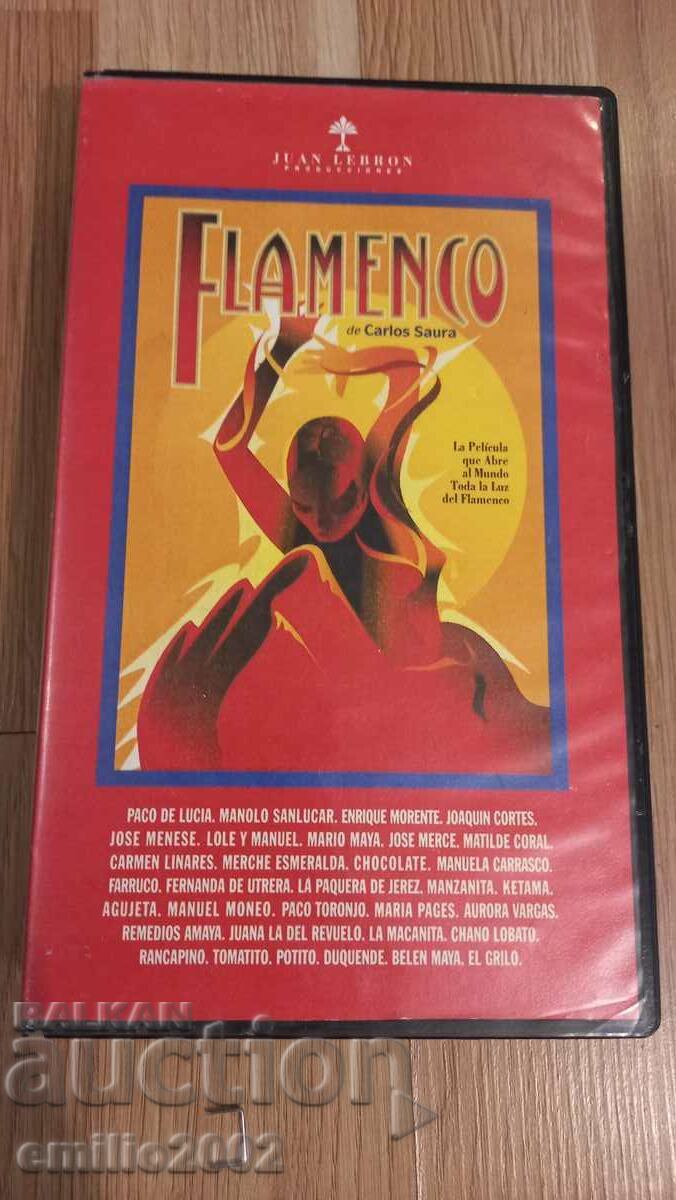 JUAN LEBRON
PRODUCCIONES
FLAMENCO
de Carlos Saura
La Película
que Abre
al Mundo
Toda la Luz
del Flamenco
PACO DE LUCIA. MANOLO SANLUCAR. ENRIQUE MORENTE. JOAQUIN CORTES.
JOSE MENESE. LOLE Y MANUEL. MARIO MAYA. JOSE MERCE. MATILDE CORAL.
CARMEN LINARES. MERCHE ESMERALDA. CHOCOLATE. MANUELA CARRASCO.
FARRUCO. FERNANDA DE UTRERA. LA PAQUERA DE JEREZ. MANZANITA. KETAMA.
AGUJETA. MANUEL MONEO. PACO TORONJO. MARIA PAGES. AURORA VARGAS.
REMEDIOS AMAYA. JUANA LA DEL REVUELO. LA MACANITA. CHANO LOBATO.
RANCAPINO. TOMATITO. POTITO. DUQUENDE. BELEN MAYA. EL GRILO.
BALKAN
auction
emilio2002